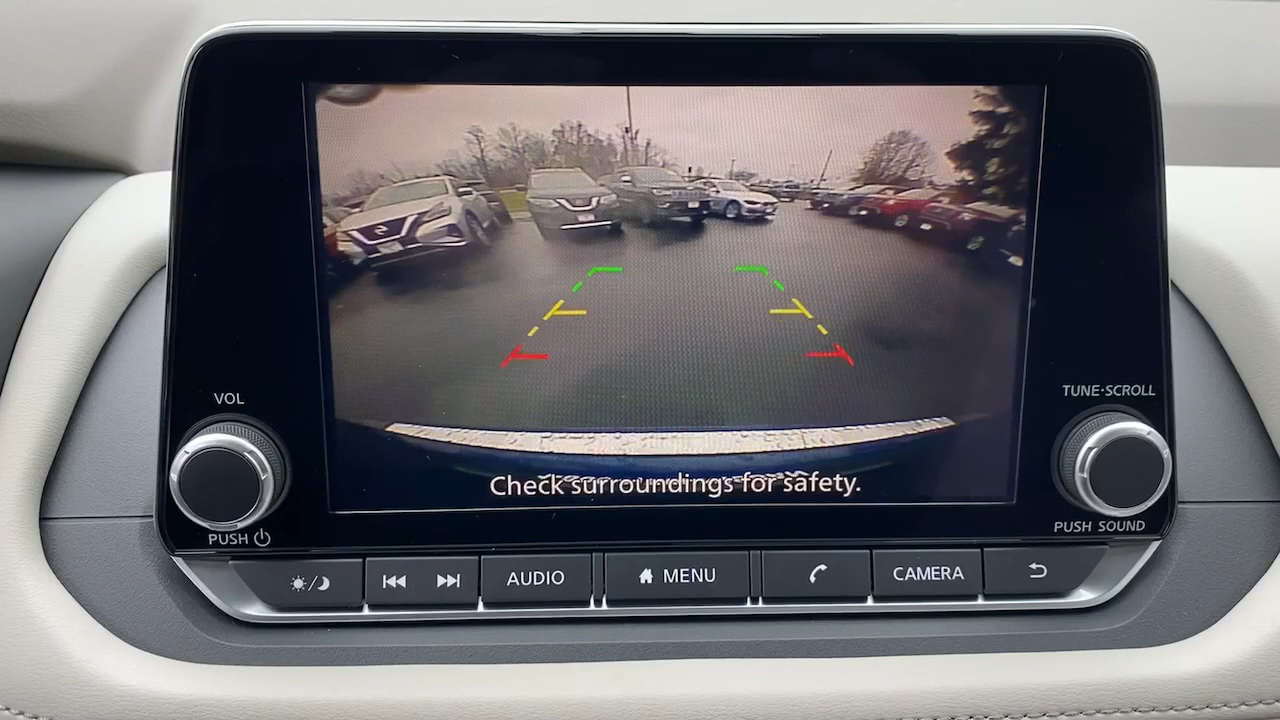 VOL
TUNE·SCROLL
Check surroundings for safety.
PUSH
PUSH SOUND
AUDIO
MENU
CAMERA